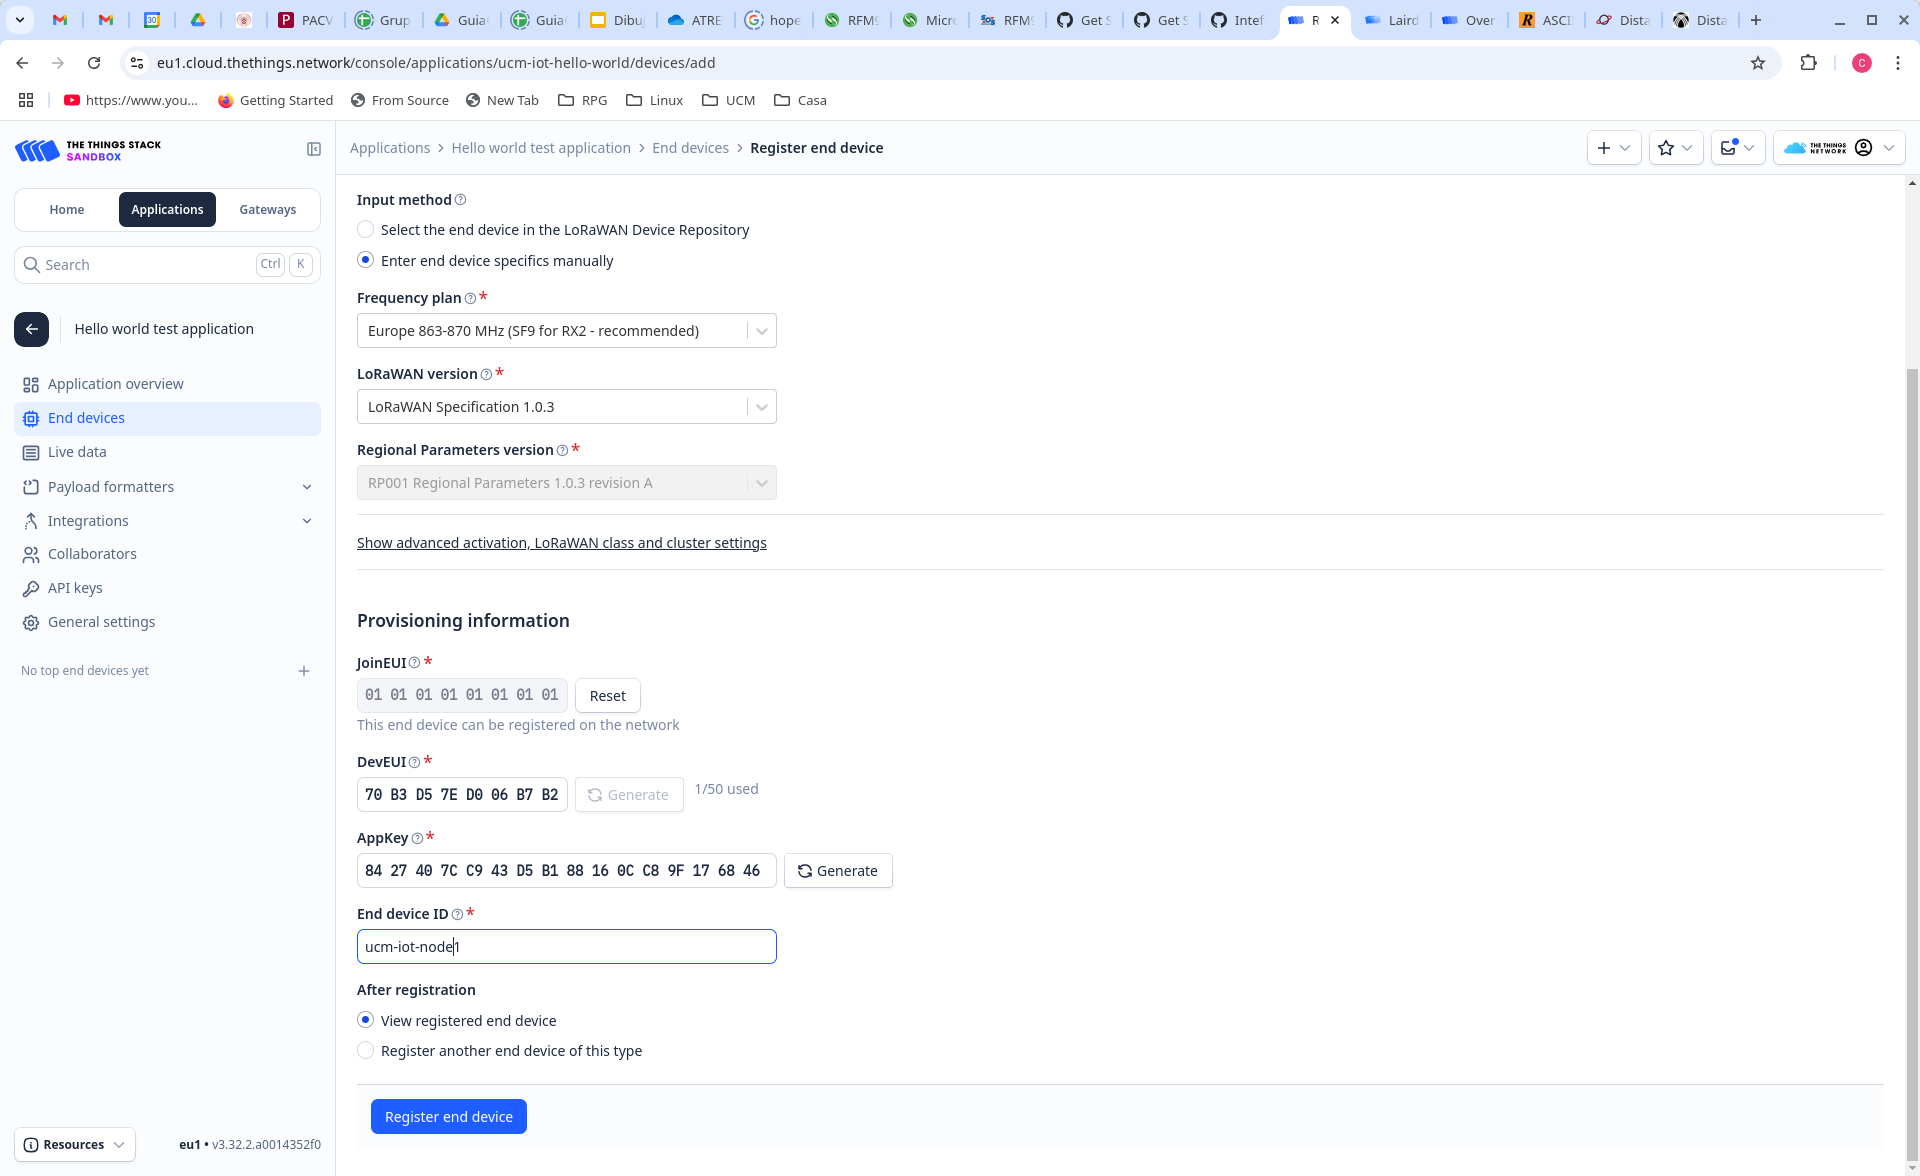 PACV
Grup
Guia
Guia
Dibuj
ATRE
hope
RFM9
Micro
RFM9
Get S
Get S
Intef
R
Laird
Over
ASCII
Dista
Dista
eu1.cloud.thethings.network/console/applications/ucm-iot-hello-world/devices/add
C
https://www.you...
Getting Started
From Source
New Tab
RPG
Linux
UCM
Casa
THE THINGS STACK
SANDBOX
Applications > Hello world test application > End devices > Register end device
THE THINGS
NETWORK
Home
Applications
Gateways
Search
Ctrl
K
Hello world test application
Application overview
End devices
Live data
Payload formatters
Integrations
Collaborators
API keys
General settings
No top end devices yet
Resources
eu1 • v3.32.2.a0014352f0
Input method
Select the end device in the LoRaWAN Device Repository
Enter end device specifics manually
Frequency plan *
Europe 863-870 MHz (SF9 for RX2 - recommended)
LoRaWAN version *
LoRaWAN Specification 1.0.3
Regional Parameters version *
RP001 Regional Parameters 1.0.3 revision A
Show advanced activation, LoRaWAN class and cluster settings
Provisioning information
JoinEUI *
01 01 01 01 01 01 01 01
Reset
This end device can be registered on the network
DevEUI *
70 B3 D5 7E D0 06 B7 B2
Generate
1/50 used
AppKey *
84 27 40 7C C9 43 D5 B1 88 16 0C C8 9F 17 68 46
Generate
End device ID *
ucm-iot-node1
After registration
View registered end device
Register another end device of this type
Register end device